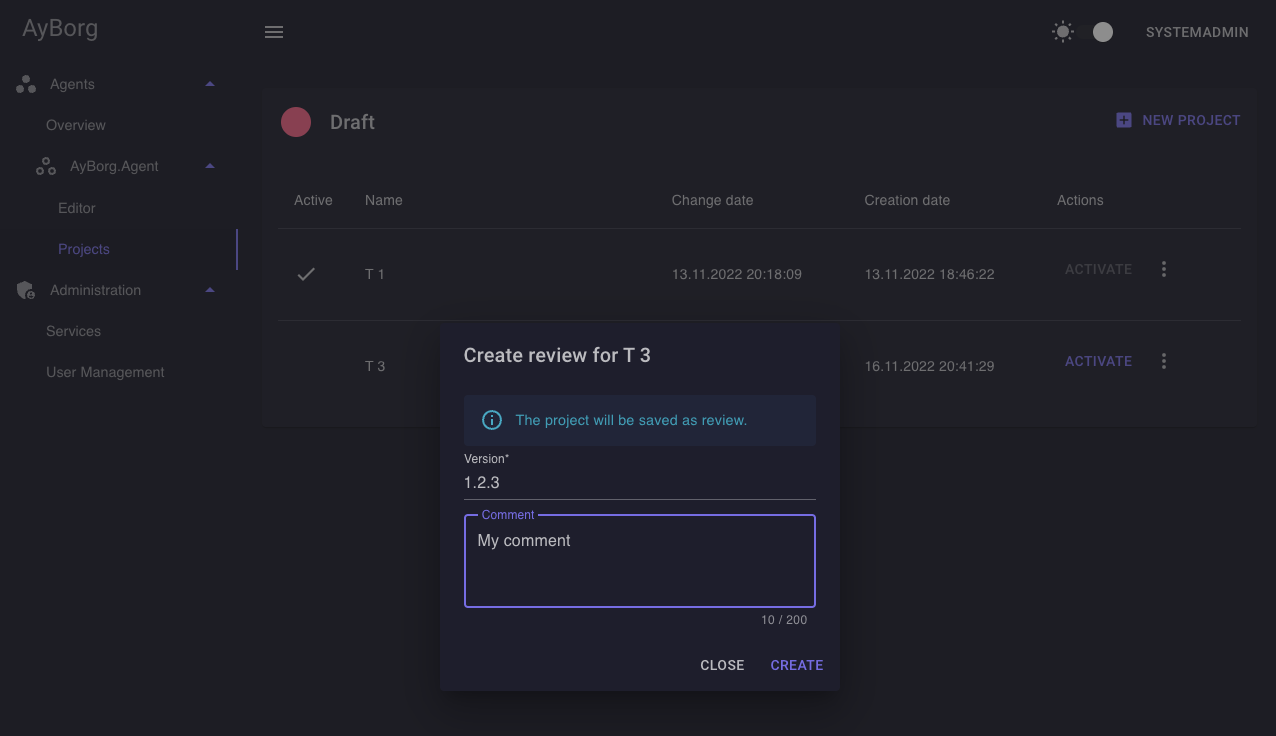 AyBorg
SYSTEMADMIN
Agents
Overview
AyBorg.Agent
Editor
Projects
Administration
Services
User Management
Draft
NEW PROJECT
Active Name Change date Creation date Actions
T 1 13.11.2022 20:18:09 13.11.2022 18:46:22 ACTIVATE
T 3 16.11.2022 20:41:29 ACTIVATE
Create review for T 3
The project will be saved as review.
Version*
1.2.3
Comment
My comment
10 / 200
CLOSE CREATE